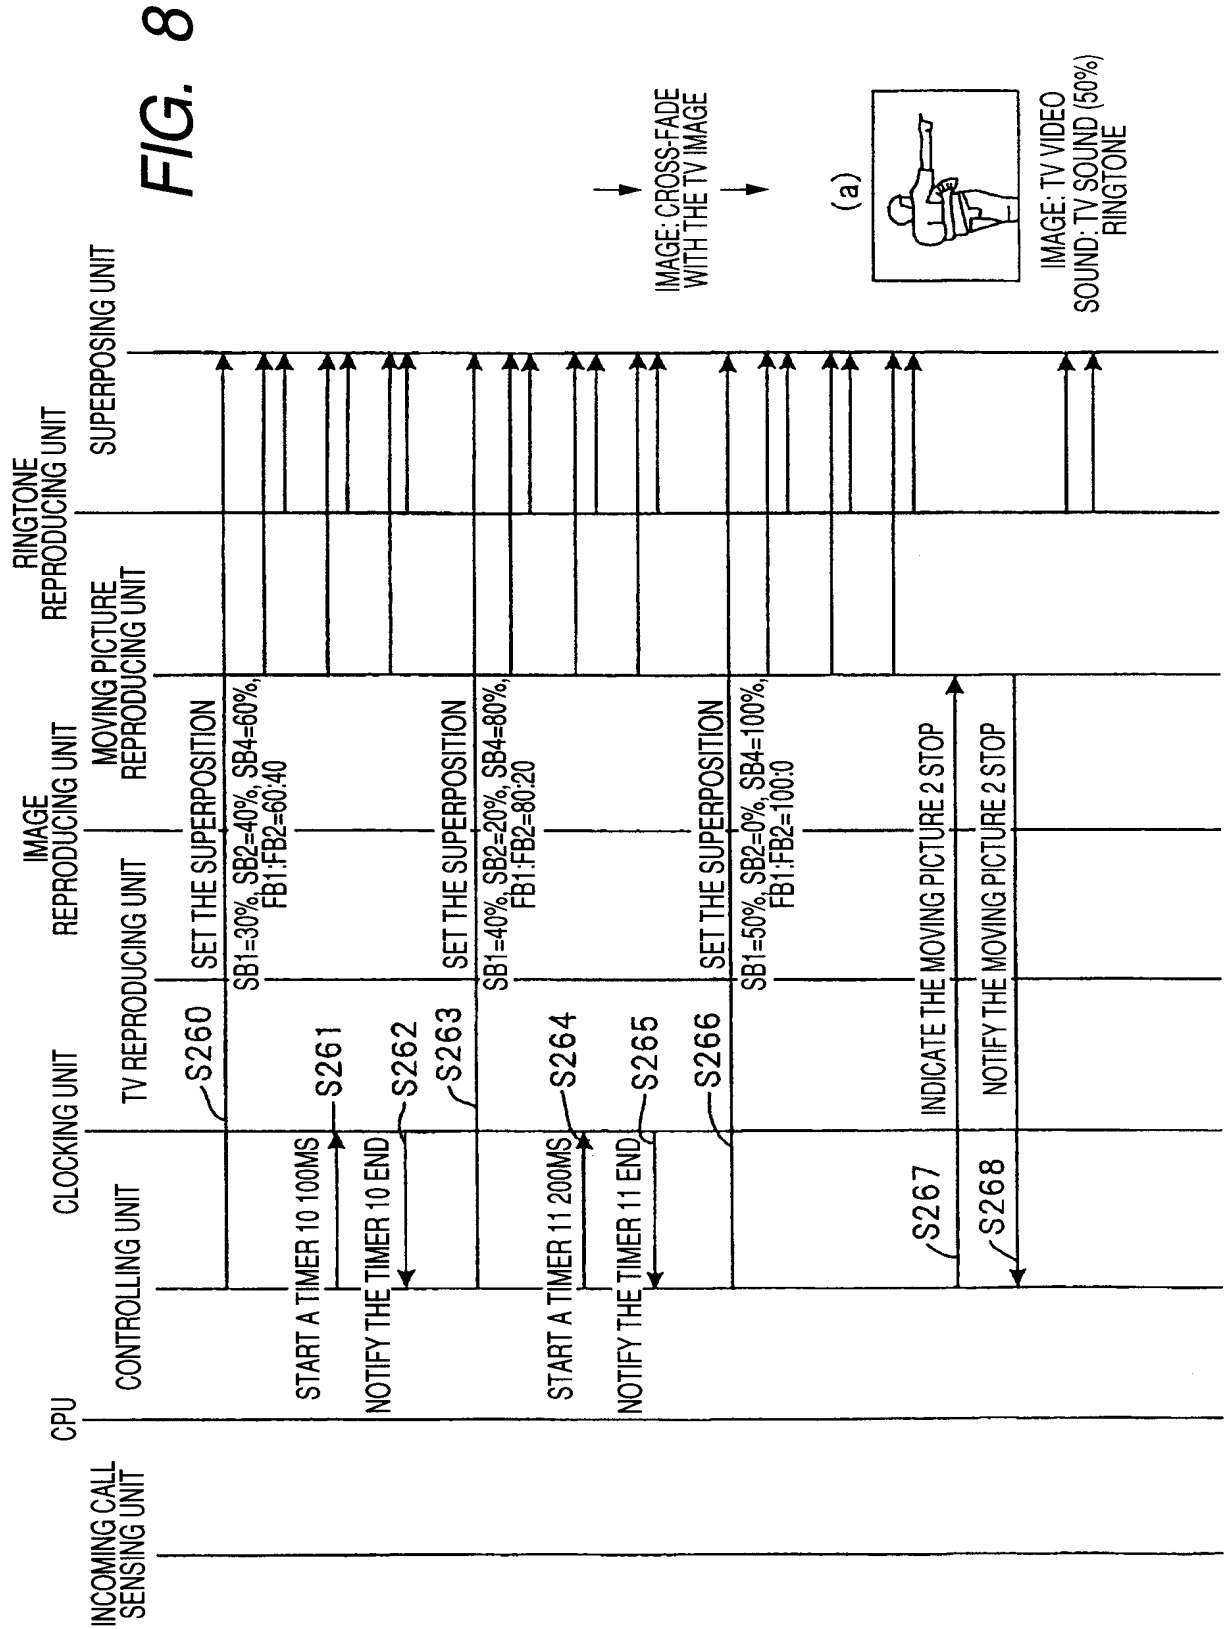 FIG. 8
INCOMING CALL
SENSING UNIT
CPU
CONTROLLING UNIT
CLOCKING UNIT
TV REPRODUCING UNIT
IMAGE
REPRODUCING UNIT
MOVING PICTURE
REPRODUCING UNIT
RINGTONE
REPRODUCING UNIT
SUPERPOSING UNIT
S260
SET THE SUPERPOSITION
SB1=30%, SB2=40%, SB4=60%,
FB1:FB2=60:40
START A TIMER 10 100MS
S261
NOTIFY THE TIMER 10 END
S262
S263
SET THE SUPERPOSITION
SB1=40%, SB2=20%, SB4=80%,
FB1:FB2=80:20
START A TIMER 11 200MS
S264
NOTIFY THE TIMER 11 END
S265
S266
SET THE SUPERPOSITION
SB1=50%, SB2=0%, SB4=100%,
FB1:FB2=100:0
S267
INDICATE THE MOVING PICTURE 2 STOP
S268
NOTIFY THE MOVING PICTURE 2 STOP
IMAGE: CROSS-FADE
WITH THE TV IMAGE
(a)
IMAGE: TV VIDEO
SOUND: TV SOUND (50%)
RINGTONE